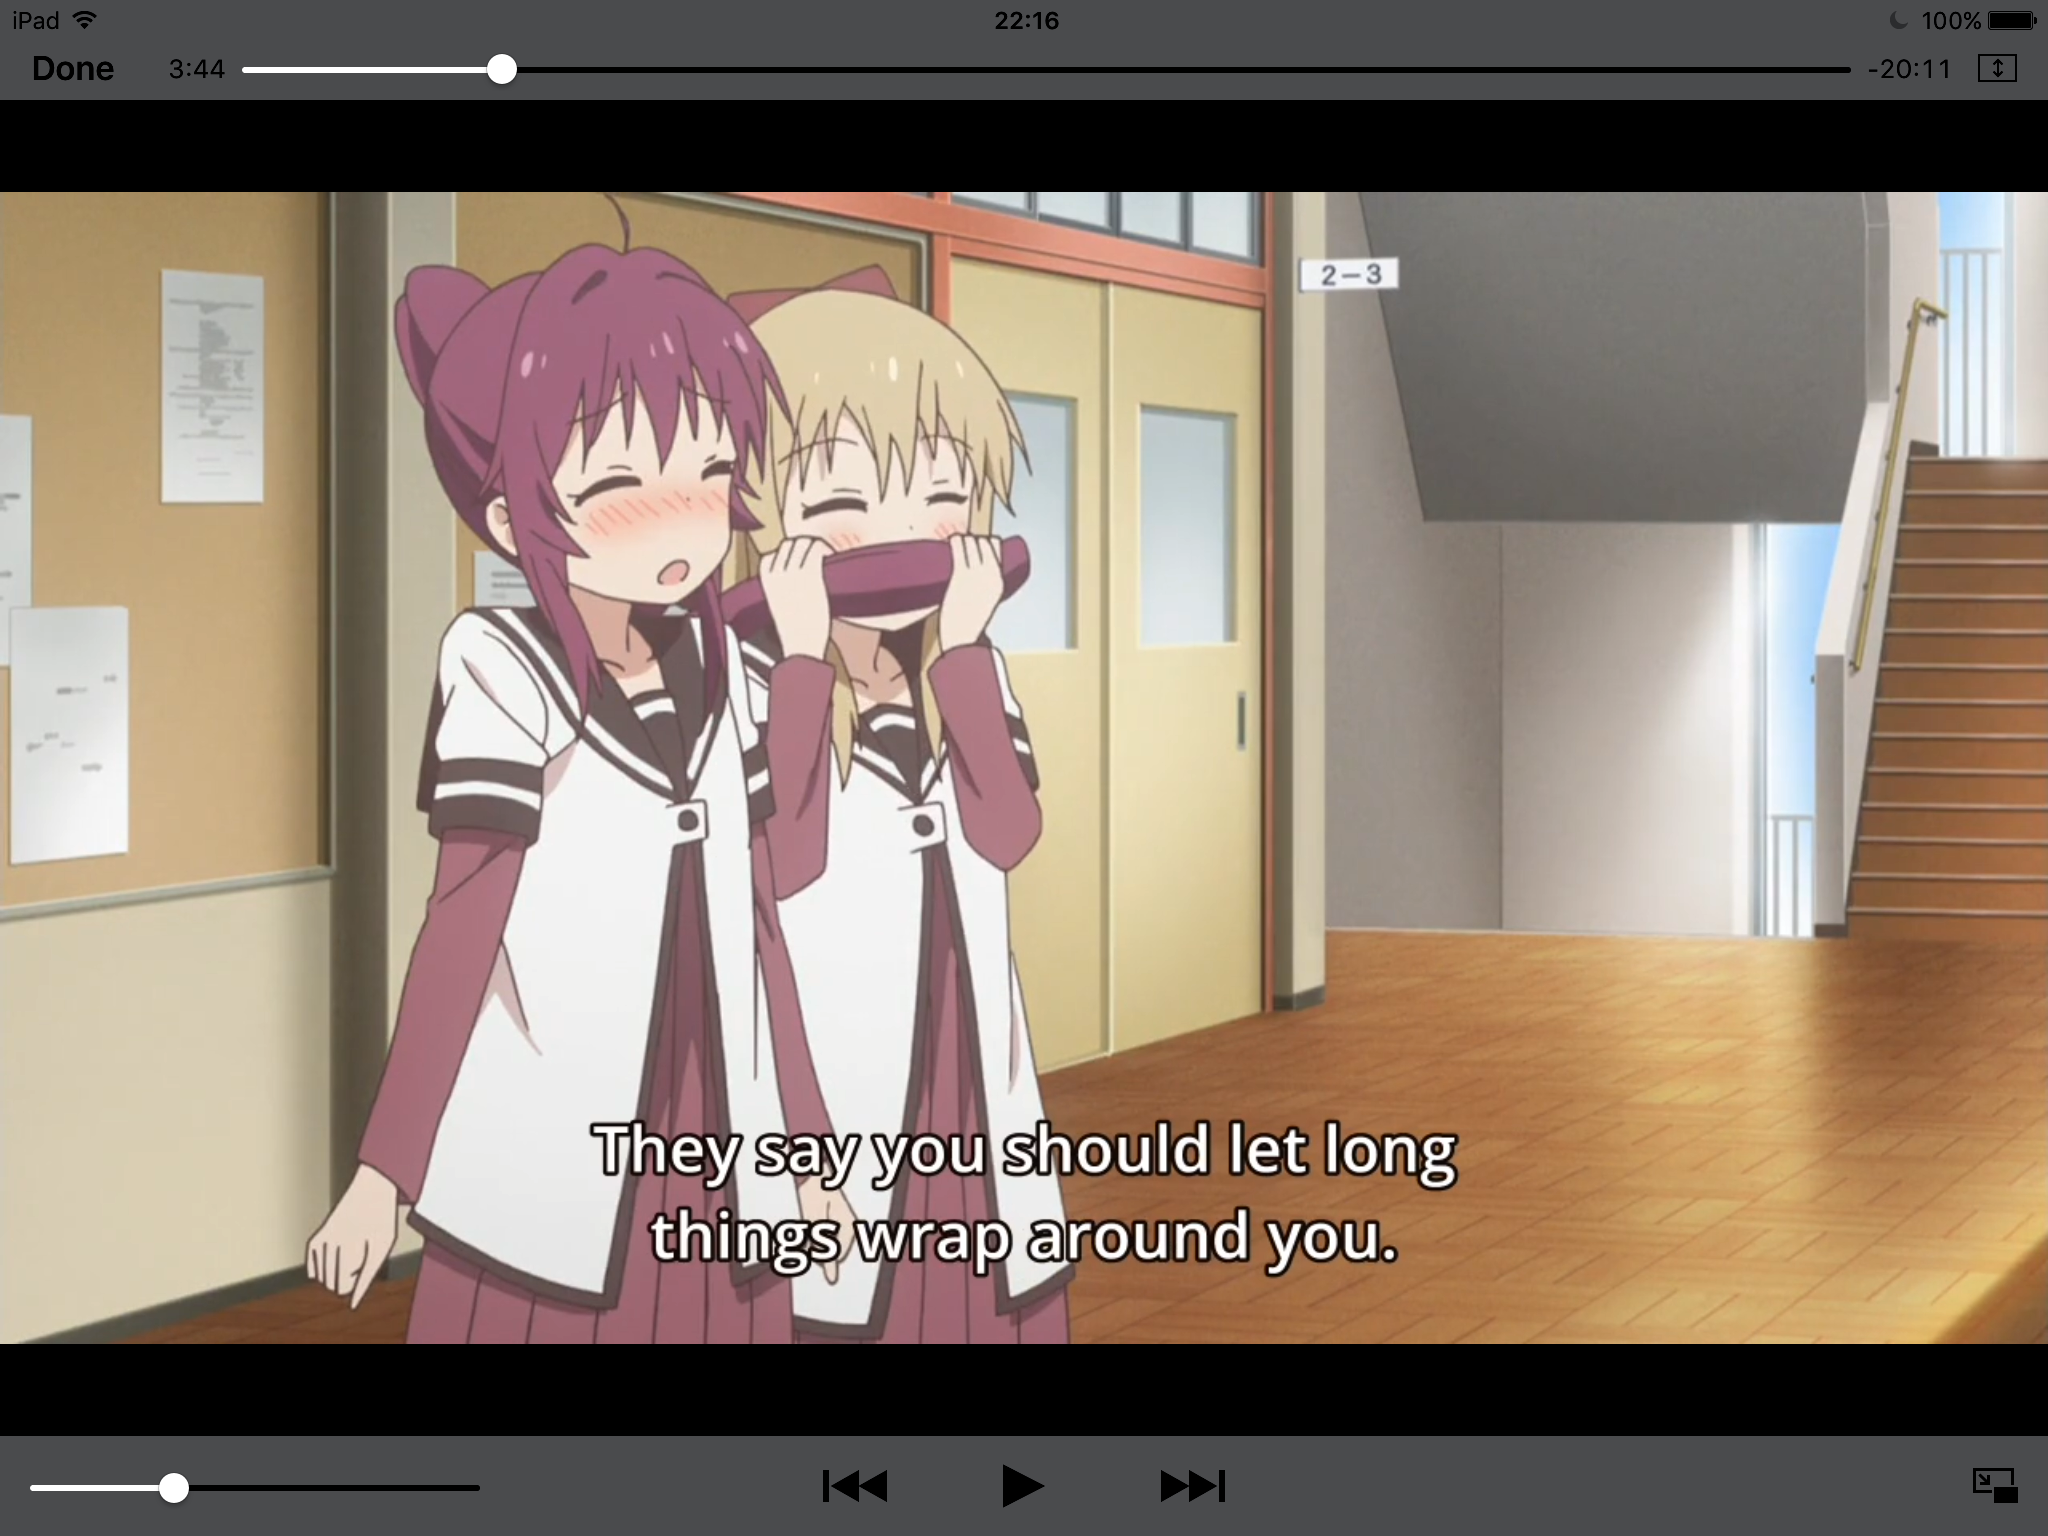 iPad 22:16 100%
Done 3:44 -20:11
2-3
They say you should let long
things wrap around you.